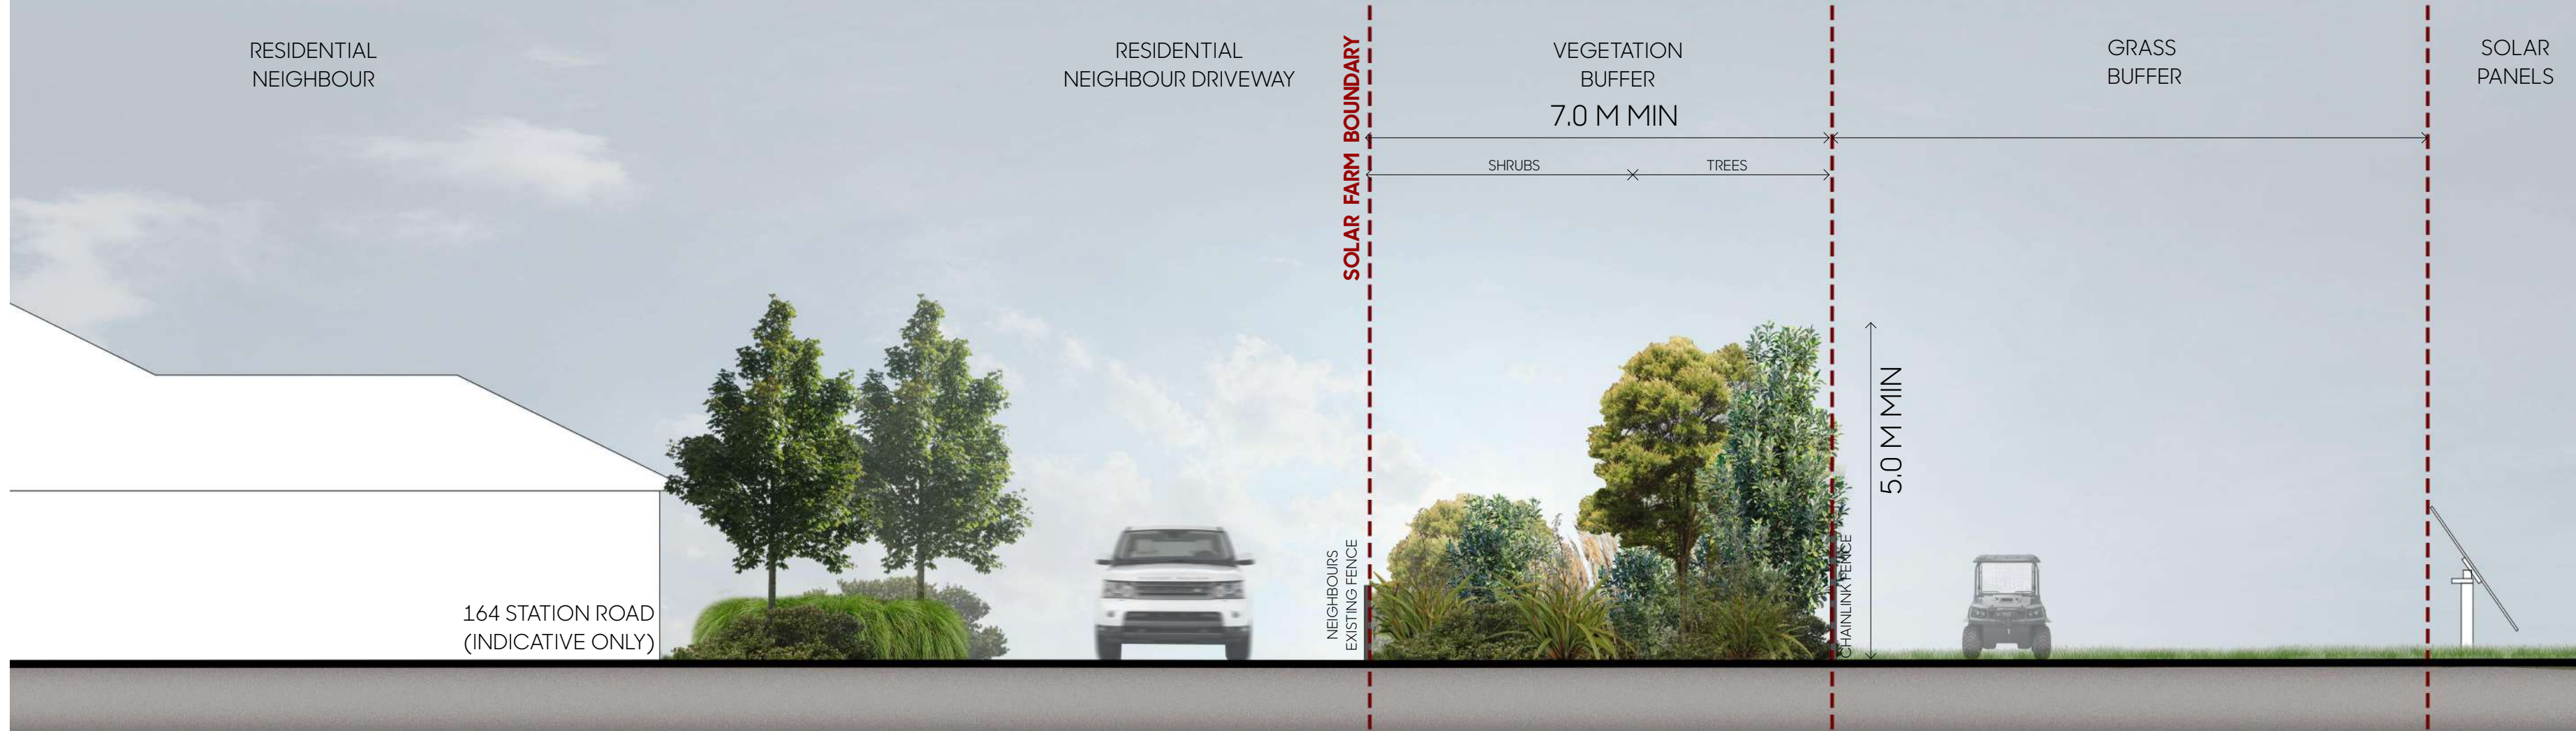 RESIDENTIAL
NEIGHBOUR
RESIDENTIAL
NEIGHBOUR DRIVEWAY
SOLAR FARM BOUNDARY
VEGETATION
BUFFER
7.0 M MIN
SHRUBS
TREES
GRASS
BUFFER
SOLAR
PANELS
5.0 M MIN
164 STATION ROAD
(INDICATIVE ONLY)
NEIGHBOURS
EXISTING FENCE
CHAINLINK FENCE